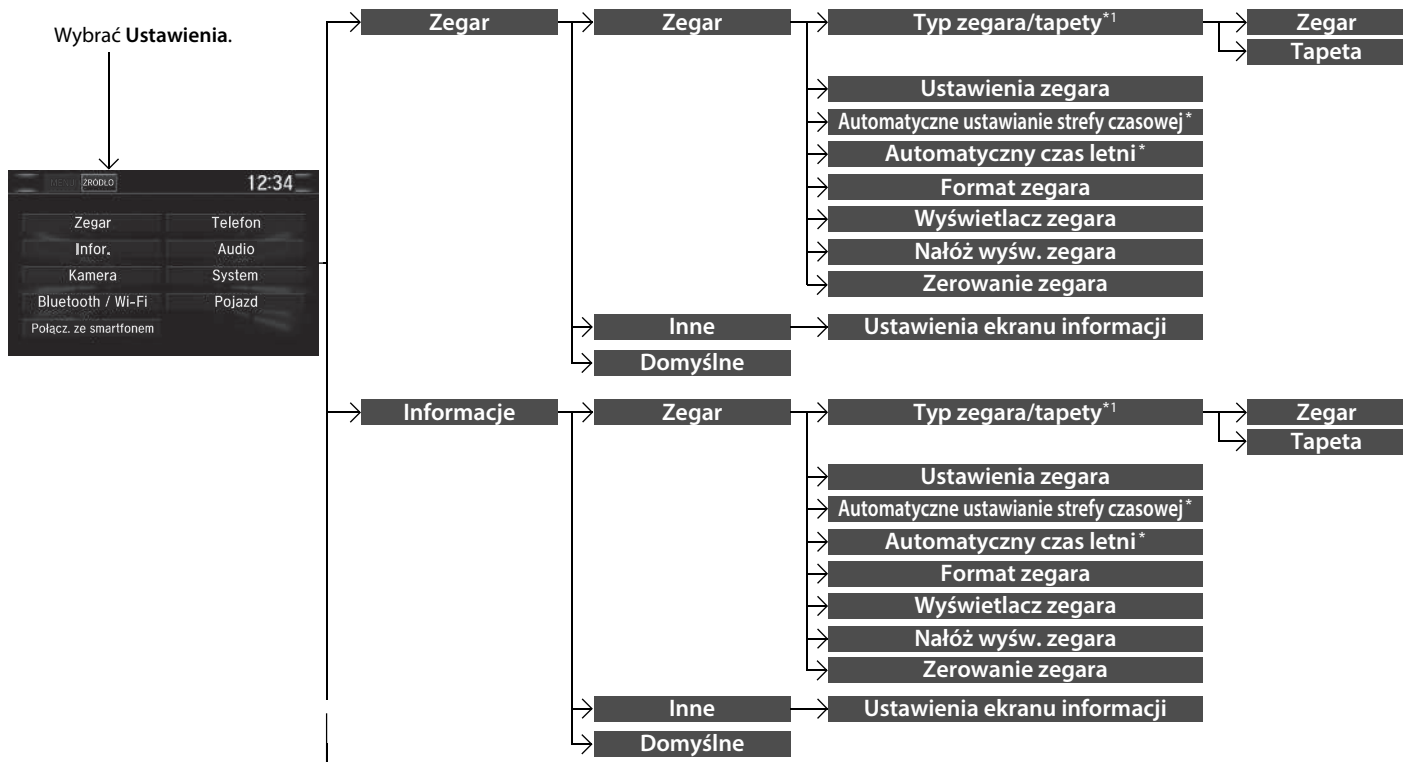 Wybrać Ustawienia.
MENU ŹRÓDŁO 12:34
Zegar Telefon
Infor. Audio
Kamera System
Bluetooth / Wi-Fi Pojazd
Połącz. ze smartfonem
Zegar
Zegar
Typ zegara/tapety*1
Zegar
Tapeta
Ustawienia zegara
Automatyczne ustawianie strefy czasowej*
Automatyczny czas letni*
Format zegara
Wyświetlacz zegara
Nałóż wyśw. zegara
Zerowanie zegara
Inne
Ustawienia ekranu informacji
Domyślne
Informacje
Zegar
Typ zegara/tapety*1
Zegar
Tapeta
Ustawienia zegara
Automatyczne ustawianie strefy czasowej*
Automatyczny czas letni*
Format zegara
Wyświetlacz zegara
Nałóż wyśw. zegara
Zerowanie zegara
Inne
Ustawienia ekranu informacji
Domyślne